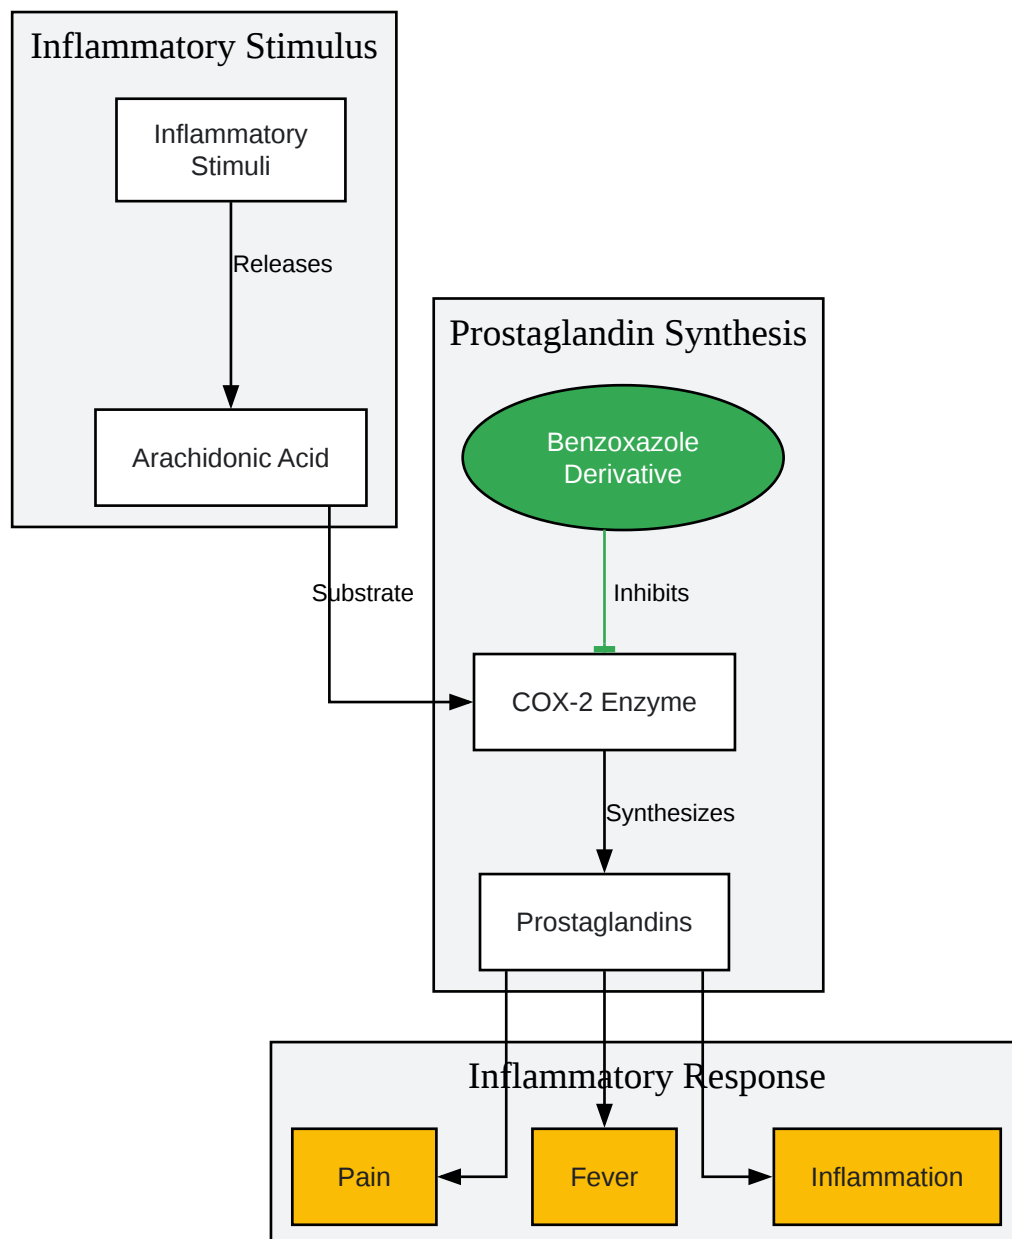 Inflammatory Stimulus
Inflammatory
Stimuli
Releases
Arachidonic Acid
Substrate
Prostaglandin Synthesis
Benzoxazole
Derivative
Inhibits
COX-2 Enzyme
Synthesizes
Prostaglandins
Inflammatory Response
Pain
Fever
Inflammation